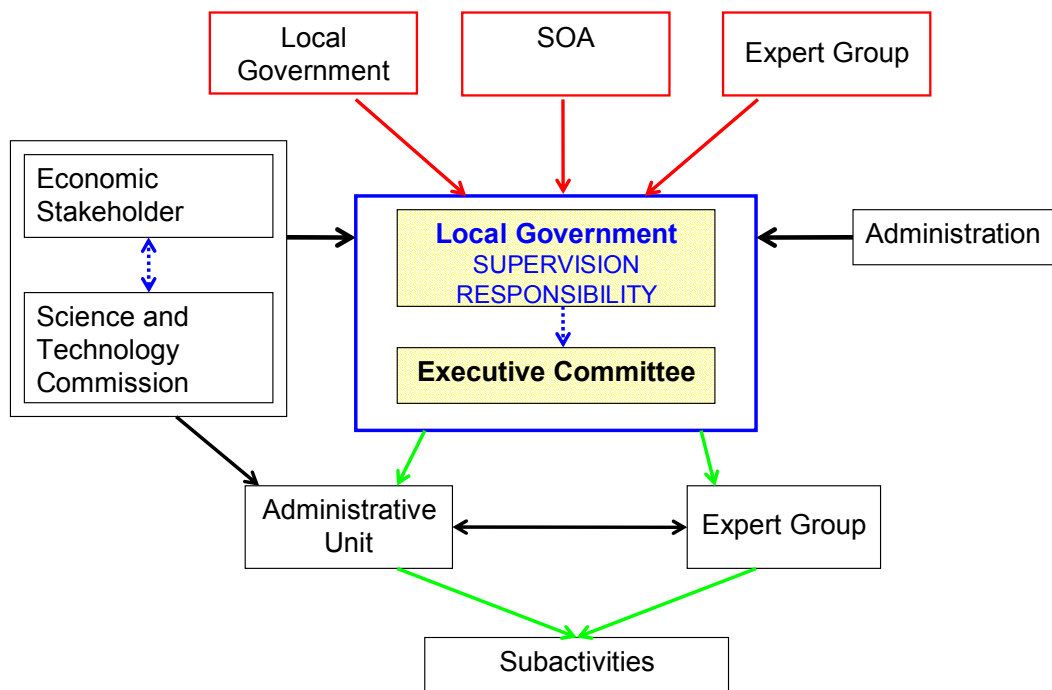 Local
Government
SOA
Expert Group
Economic
Stakeholder
Science and
Technology
Commission
Local Government
SUPERVISION
RESPONSIBILITY
Executive Committee
Administration
Administrative
Unit
Expert Group
Subactivities